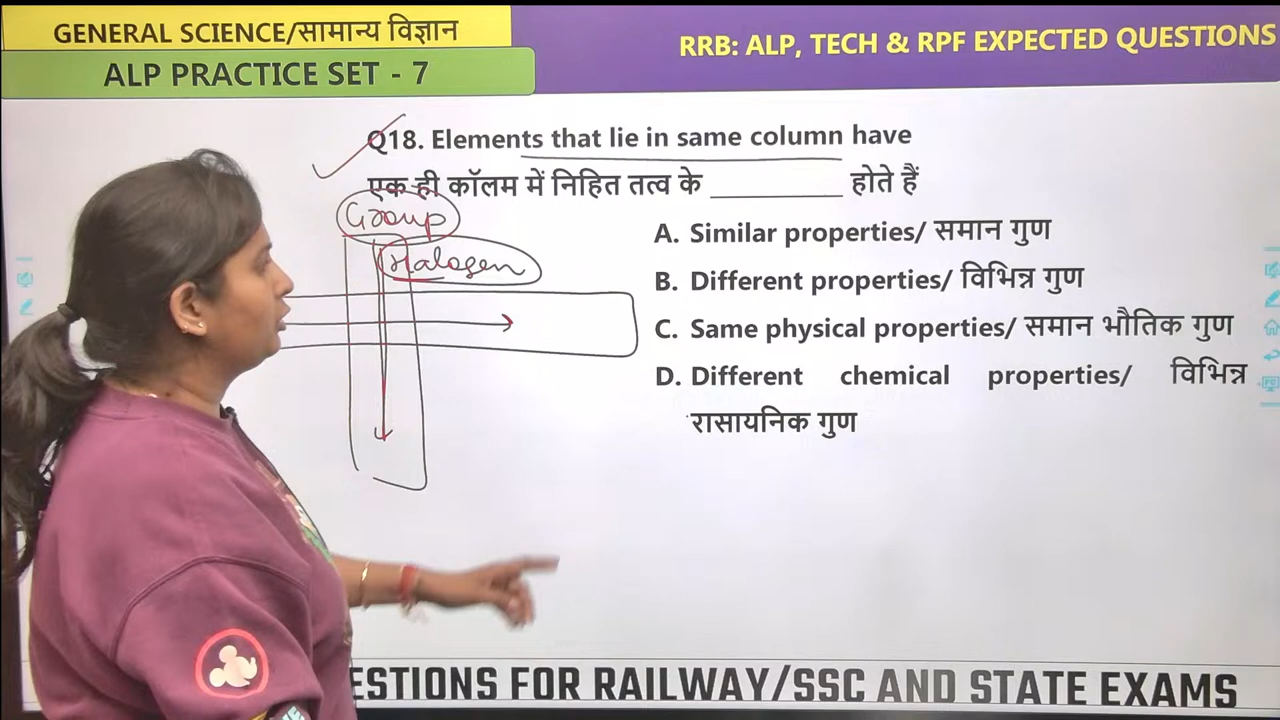 GENERAL SCIENCE/सामान्य विज्ञान
ALP PRACTICE SET - 7
RRB: ALP, TECH & RPF EXPECTED QUESTIONS
Q18. Elements that lie in same column have
एक ही कॉलम में निहित तत्व के __________ होते हैं
Group
Halogen
A. Similar properties/ समान गुण
B. Different properties/ विभिन्न गुण
C. Same physical properties/ समान भौतिक गुण
D. Different chemical properties/ विभिन्न
रासायनिक गुण
ESTIONS FOR RAILWAY/SSC AND STATE EXAMS